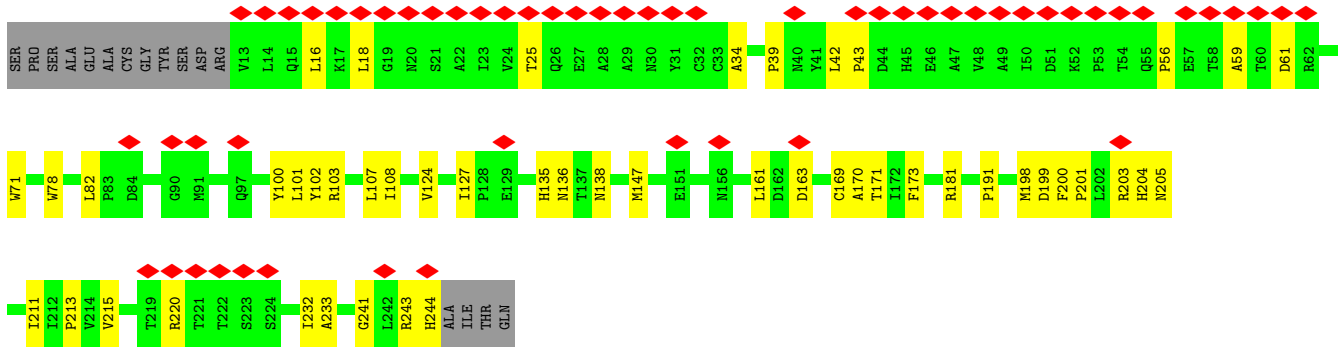 SER PRO SER ALA GLU ALA CYS GLY TYR SER ASP ARG V13 L14 Q15 L16 K17 L18 G19 N20 S21 A22 I23 V24 T25 Q26 E27 A28 A29 N30 Y31 C32 C33 A34 P39 N40 Y41 L42 P43 D44 H45 E46 A47 V48 A49 I50 D51 K52 P53 T54 Q55 P56 E57 T58 A59 T60 D61 R62
W71 W78 L82 P83 D84 G90 M91 Q97 Y100 L101 Y102 R103 L107 I108 V124 I127 P128 E129 H135 N136 T137 N138 M147 E151 N156 L161 D162 D163 C169 A170 T171 I172 F173 R181 P191 M198 D199 F200 P201 L202 R203 H204 N205
I211 I212 P213 V214 V215 T219 R220 T221 T222 S223 S224 I232 A233 G241 L242 R243 H244 ALA ILE THR GLN